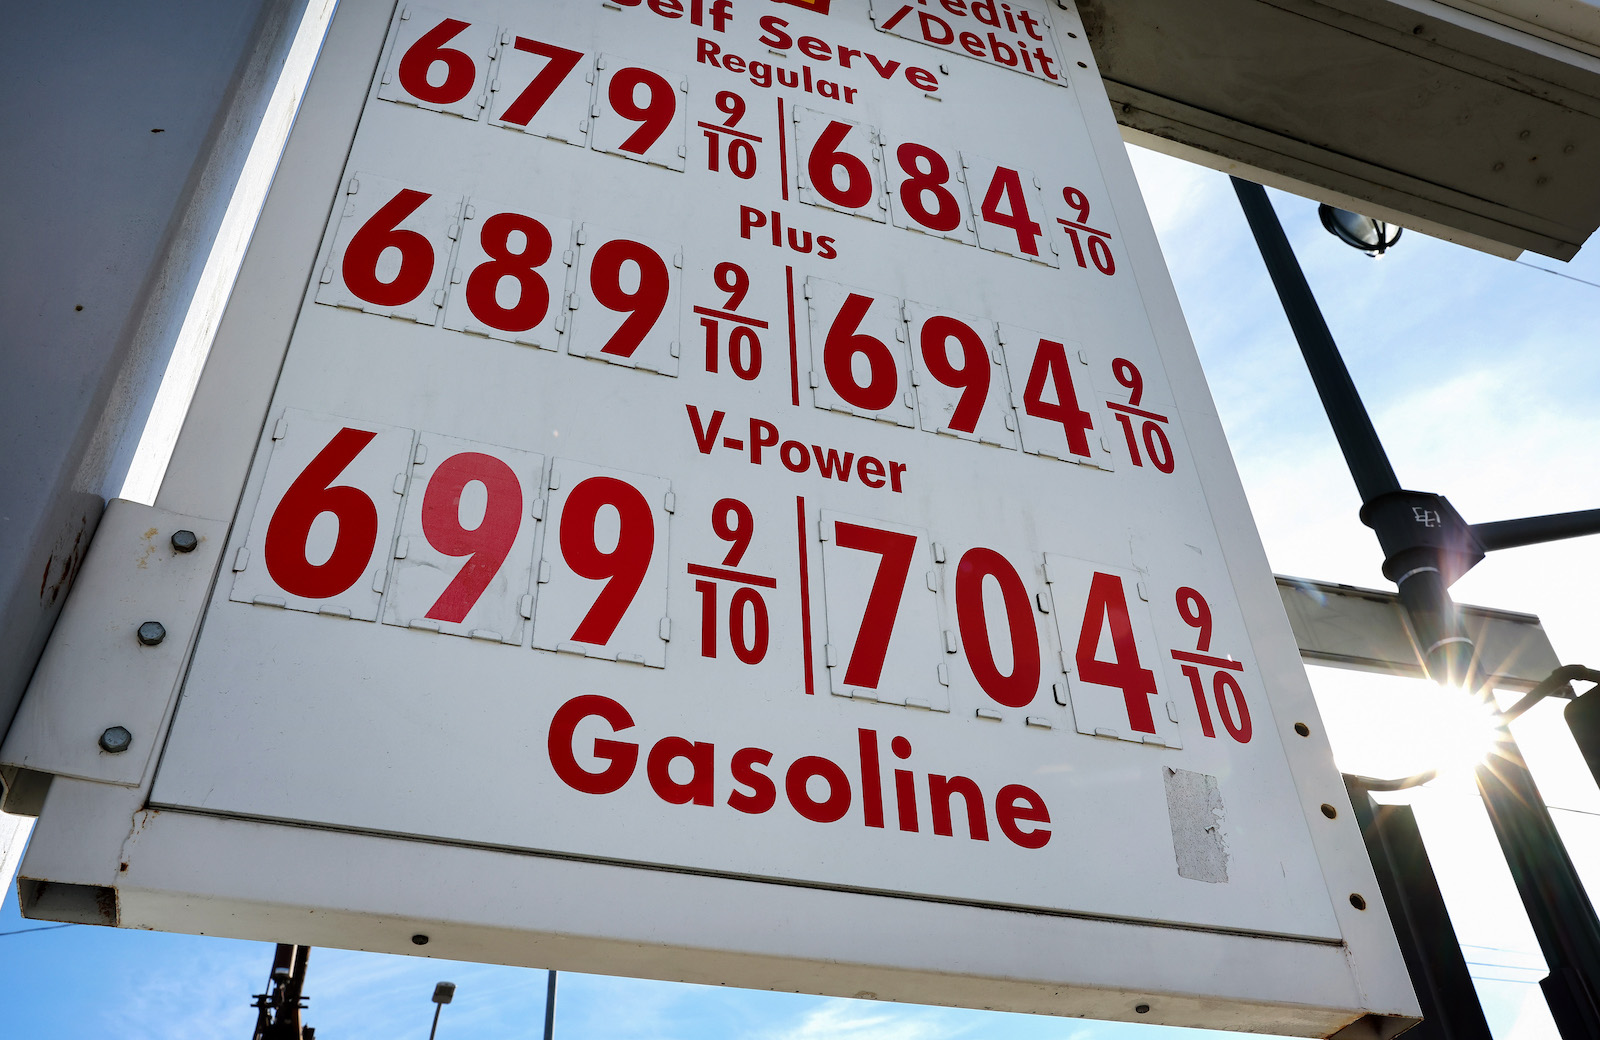 Credit
Self Serve /Debit
Regular
679 9/10 684 9/10
Plus
689 9/10 694 9/10
V-Power
699 9/10 704 9/10
Gasoline